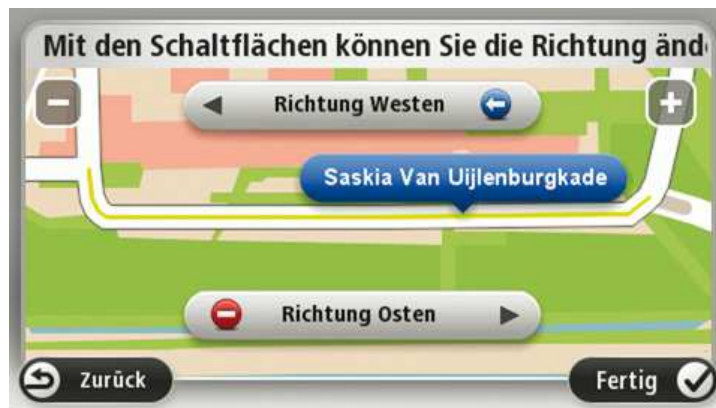 Mit den Schaltflächen können Sie die Richtung änd
Richtung Westen
Saskia Van Uijlenburgkade
Richtung Osten
Zurück
Fertig